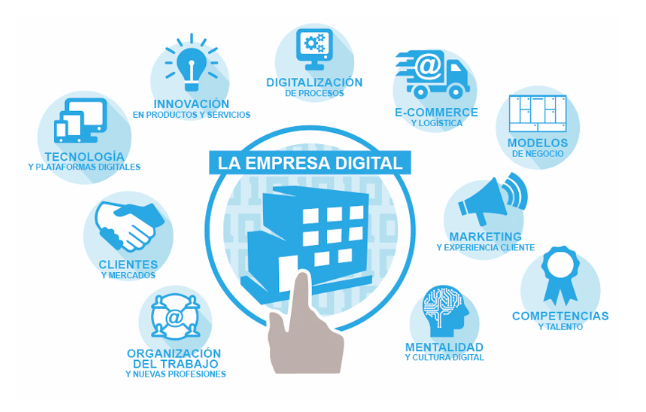 DIGITALIZACIÓN
DE PROCESOS
INNOVACIÓN
EN PRODUCTOS Y SERVICIOS
E-COMMERCE
Y LOGÍSTICA
MODELOS
DE NEGOCIO
TECNOLOGÍA
Y PLATAFORMAS DIGITALES
LA EMPRESA DIGITAL
MARKETING
Y EXPERIENCIA CLIENTE
CLIENTES
Y MERCADOS
COMPETENCIAS
Y TALENTO
MENTALIDAD
Y CULTURA DIGITAL
ORGANIZACIÓN
DEL TRABAJO
Y NUEVAS PROFESIONES
@
@